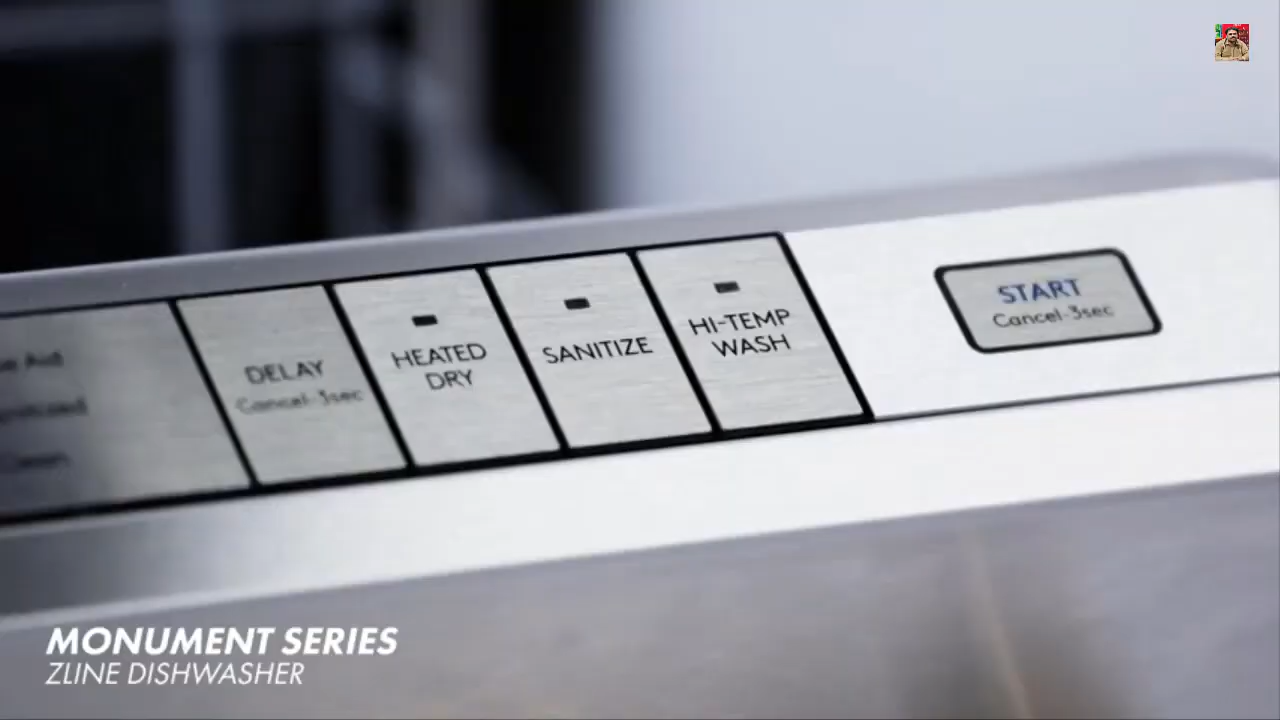 DELAY
Cancel-3sec
HEATED
DRY
SANITIZE
HI-TEMP
WASH
START
Cancel-3sec
MONUMENT SERIES
ZLINE DISHWASHER